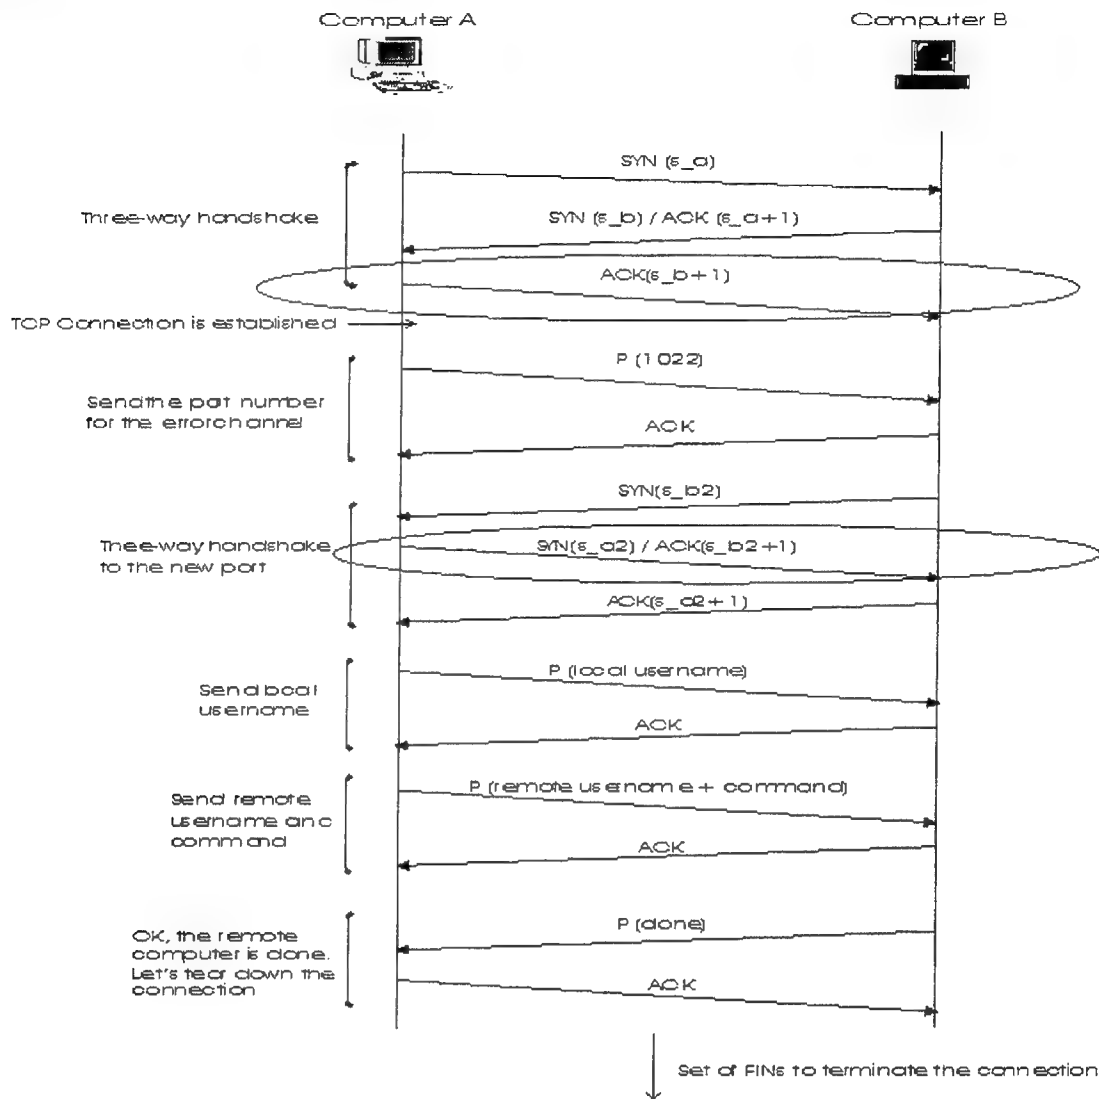 Computer A
Computer B
SYN (s_a)
Three-way handshake
SYN (s_b) / ACK (s_a+1)
ACK(s_b+1)
TCP Connection is established
P (1022)
Send the port number
for the error channel
ACK
SYN(s_b2)
Three-way handshake
to the new port
SYN(s_a2) / ACK(s_b2+1)
ACK(s_a2+1)
P (local username)
Send local
username
ACK
P (remote username + command)
Send remote
username and
command
ACK
P (done)
OK, the remote
computer is done.
Let's tear down the
connection
ACK
Set of FINs to terminate the connection